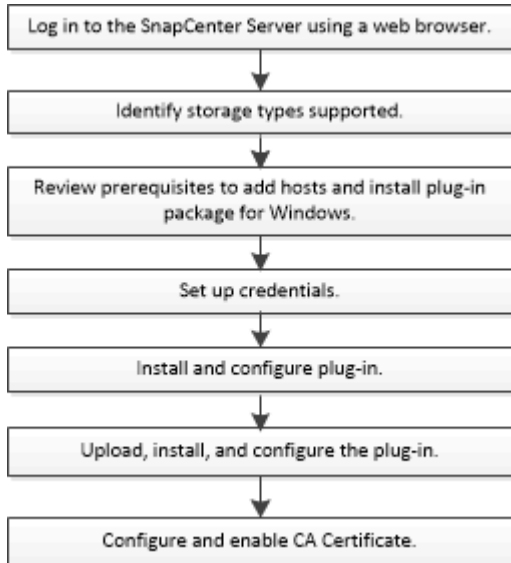 Log in to the SnapCenter Server using a web browser.
Identify storage types supported.
Review prerequisites to add hosts and install plug-in
package for Windows.
Set up credentials.
Install and configure plug-in.
Upload, install, and configure the plug-in.
Configure and enable CA Certificate.